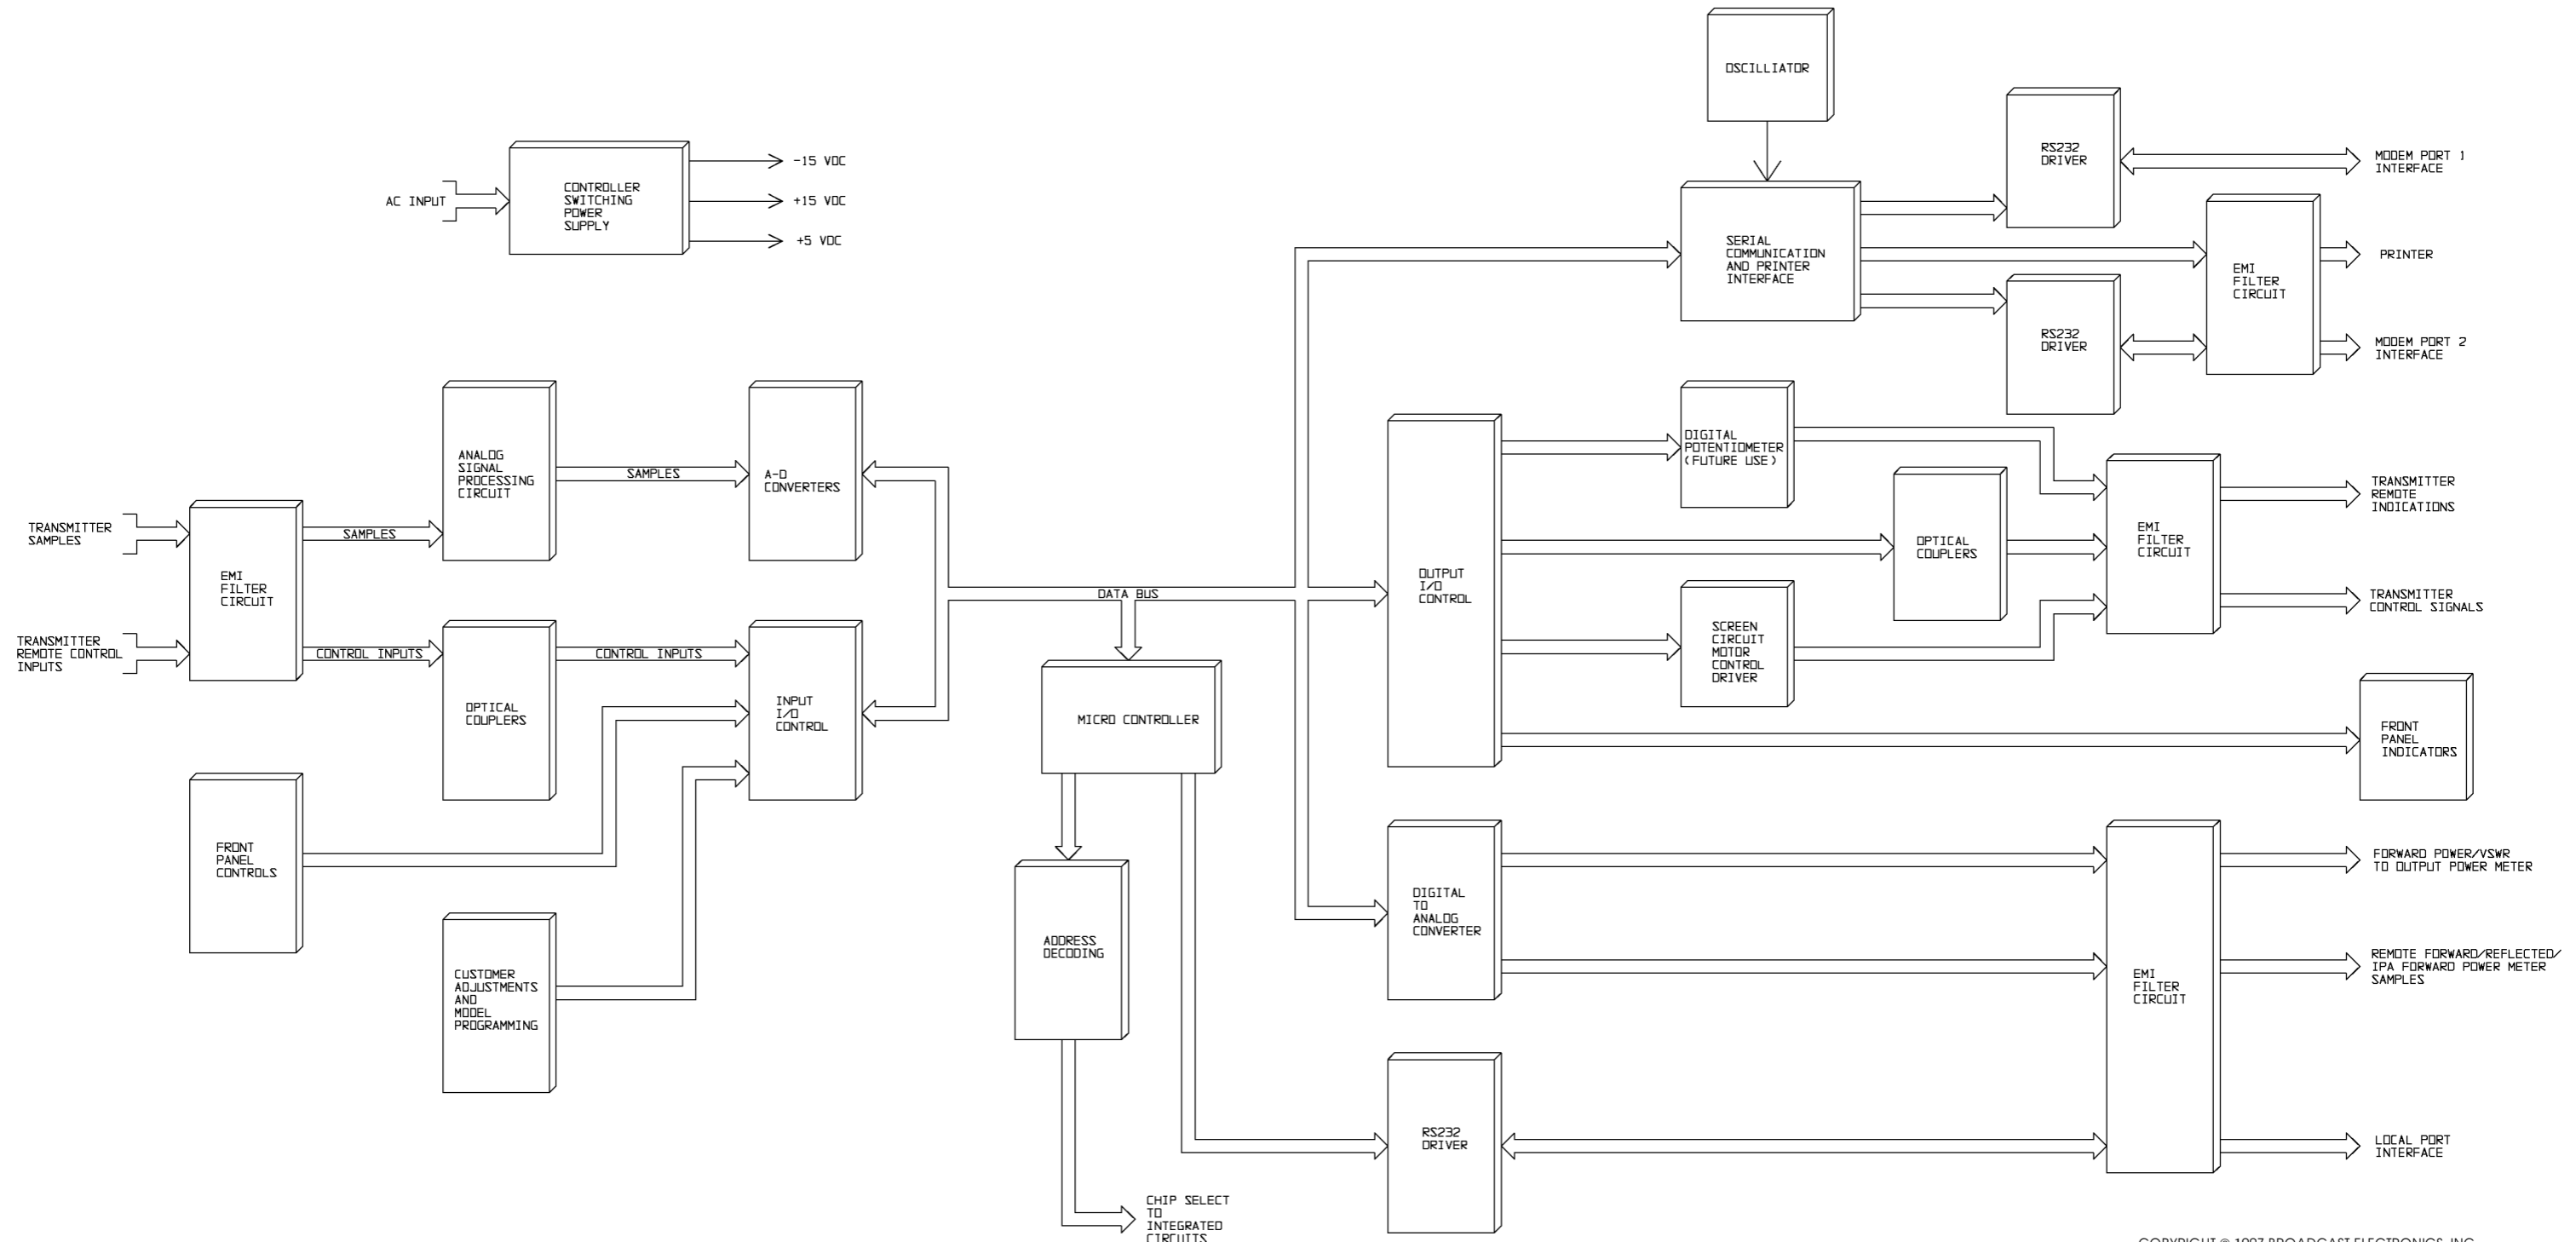 OSCILLIATOR
RS232
DRIVER
MODEM PORT 1
INTERFACE
CONTROLLER
SWITCHING
POWER
SUPPLY
AC INPUT
-15 VDC
+15 VDC
+5 VDC
SERIAL
COMMUNICATION
AND PRINTER
INTERFACE
EMI
FILTER
CIRCUIT
PRINTER
RS232
DRIVER
MODEM PORT 2
INTERFACE
ANALOG
SIGNAL
PROCESSING
CIRCUIT
SAMPLES
A-D
CONVERTERS
DIGITAL
POTENTIOMETER
(FUTURE USE)
TRANSMITTER
REMOTE
INDICATIONS
TRANSMITTER
SAMPLES
SAMPLES
EMI
FILTER
CIRCUIT
OPTICAL
COUPLERS
EMI
FILTER
CIRCUIT
OUTPUT
I/O
CONTROL
DATA BUS
TRANSMITTER
CONTROL SIGNALS
TRANSMITTER
REMOTE CONTROL
INPUTS
CONTROL INPUTS
CONTROL INPUTS
SCREEN
CIRCUIT
MOTOR
CONTROL
DRIVER
OPTICAL
COUPLERS
INPUT
I/O
CONTROL
MICRO CONTROLLER
FRONT
PANEL
INDICATORS
FRONT
PANEL
CONTROLS
FORWARD POWER/VSWR
TO OUTPUT POWER METER
DIGITAL
TO
ANALOG
CONVERTER
ADDRESS
DECODING
CUSTOMER
ADJUSTMENTS
AND
MODEL
PROGRAMMING
EMI
FILTER
CIRCUIT
REMOTE FORWARD/REFLECTED/
IPA FORWARD POWER METER
SAMPLES
RS232
DRIVER
LOCAL PORT
INTERFACE
CHIP SELECT
TO
INTEGRATED
CIRCUITS
COPYRIGHT © 1997 BROADCAST ELECTRONICS, INC